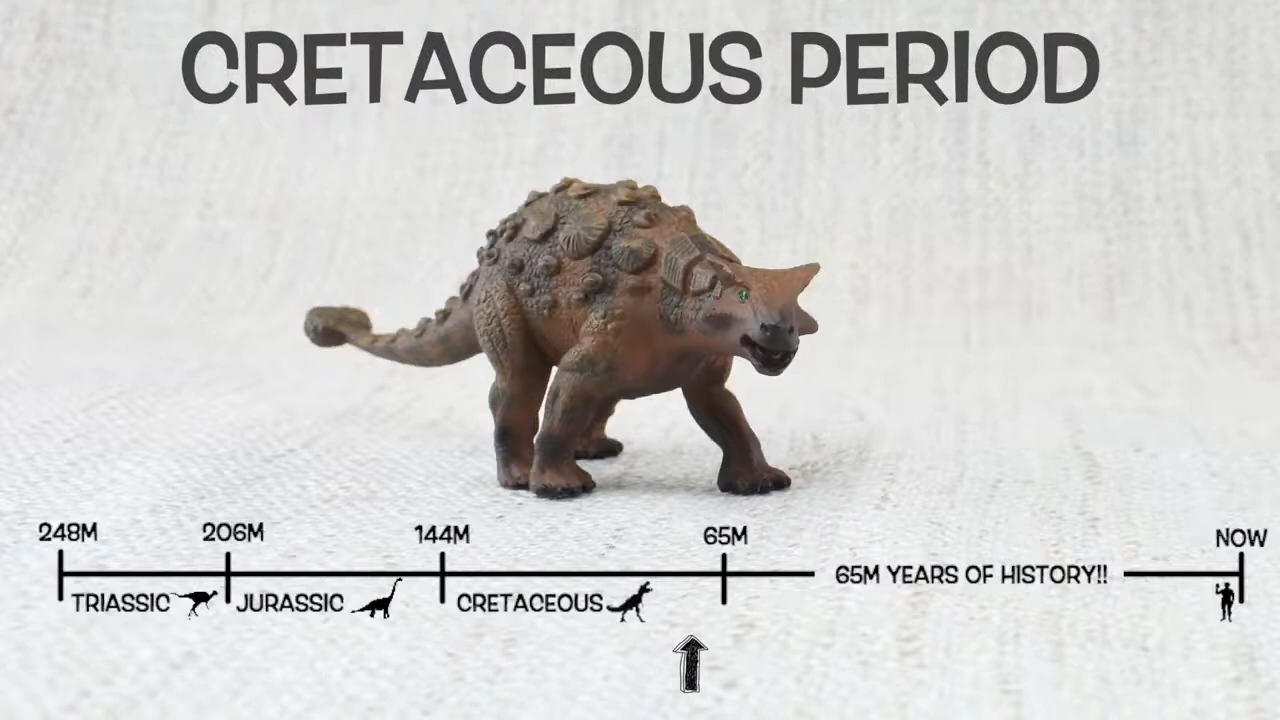 CRETACEOUS PERIOD
248M 206M 144M 65M NOW
65M YEARS OF HISTORY!!
TRIASSIC JURASSIC CRETACEOUS